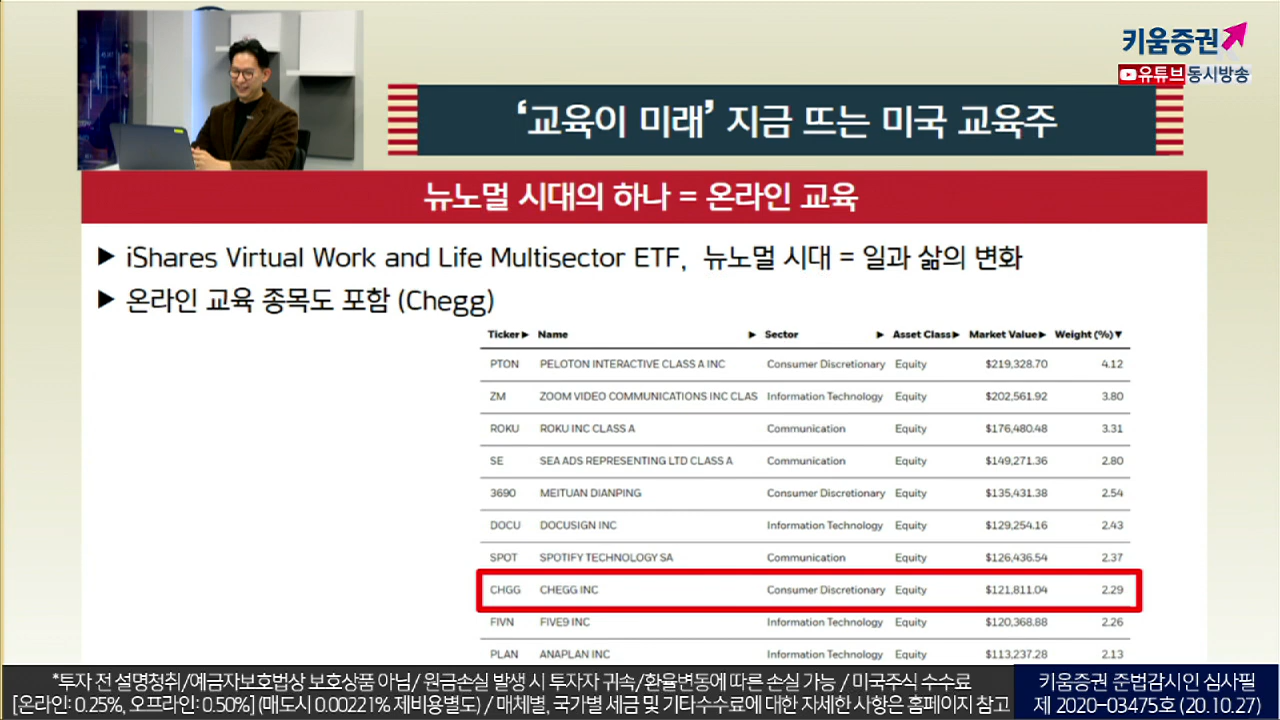 키움증권
유튜브 동시방송
‘교육이 미래’ 지금 뜨는 미국 교육주
뉴노멀 시대의 하나 = 온라인 교육
▶ iShares Virtual Work and Life Multisector ETF, 뉴노멀 시대 = 일과 삶의 변화
▶ 온라인 교육 종목도 포함 (Chegg)
Ticker▶ Name ▶ Sector ▶ Asset Class▶ Market Value▶ Weight (%)▼
PTON PELOTON INTERACTIVE CLASS A INC Consumer Discretionary Equity $219,328.70 4.12
ZM ZOOM VIDEO COMMUNICATIONS INC CLAS Information Technology Equity $202,561.92 3.80
ROKU ROKU INC CLASS A Communication Equity $176,480.48 3.31
SE SEA ADS REPRESENTING LTD CLASS A Communication Equity $149,271.36 2.80
3690 MEITUAN DIANPING Consumer Discretionary Equity $135,431.38 2.54
DOCU DOCUSIGN INC Information Technology Equity $129,254.16 2.43
SPOT SPOTIFY TECHNOLOGY SA Communication Equity $126,436.54 2.37
CHGG CHEGG INC Consumer Discretionary Equity $121,811.04 2.29
FIVN FIVE9 INC Information Technology Equity $120,368.88 2.26
PLAN ANAPLAN INC Information Technology Equity $113,237.28 2.13
*투자 전 설명청취/예금자보호법상 보호상품 아님/ 원금손실 발생 시 투자자 귀속/환율변동에 따른 손실 가능 / 미국주식 수수료
[온라인: 0.25%, 오프라인: 0.50%] (매도시 0.00221% 제비용별도) / 매체별, 국가별 세금 및 기타수수료에 대한 자세한 사항은 홈페이지 참고
키움증권 준법감시인 심사필
제 2020-03475호 (20.10.27)